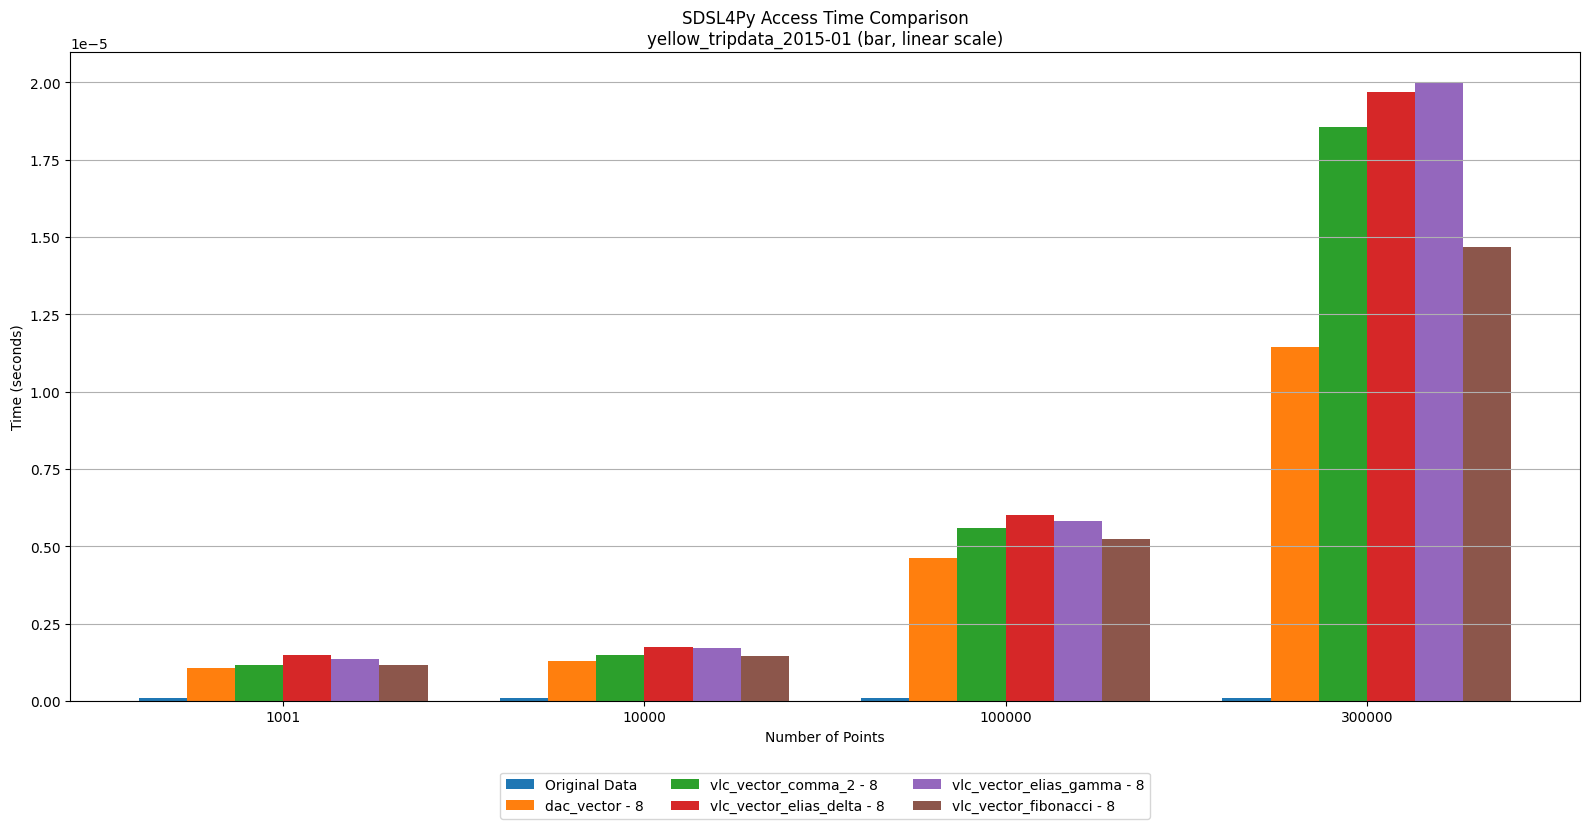 SDSL4Py Access Time Comparison
yellow_tripdata_2015-01 (bar, linear scale)
1e−5
2.00
1.75
1.50
1.25
1.00
0.75
0.50
0.25
0.00
Time (seconds)
1001 10000 100000 300000
Number of Points
Original Data vlc_vector_comma_2 - 8 vlc_vector_elias_gamma - 8
dac_vector - 8 vlc_vector_elias_delta - 8 vlc_vector_fibonacci - 8